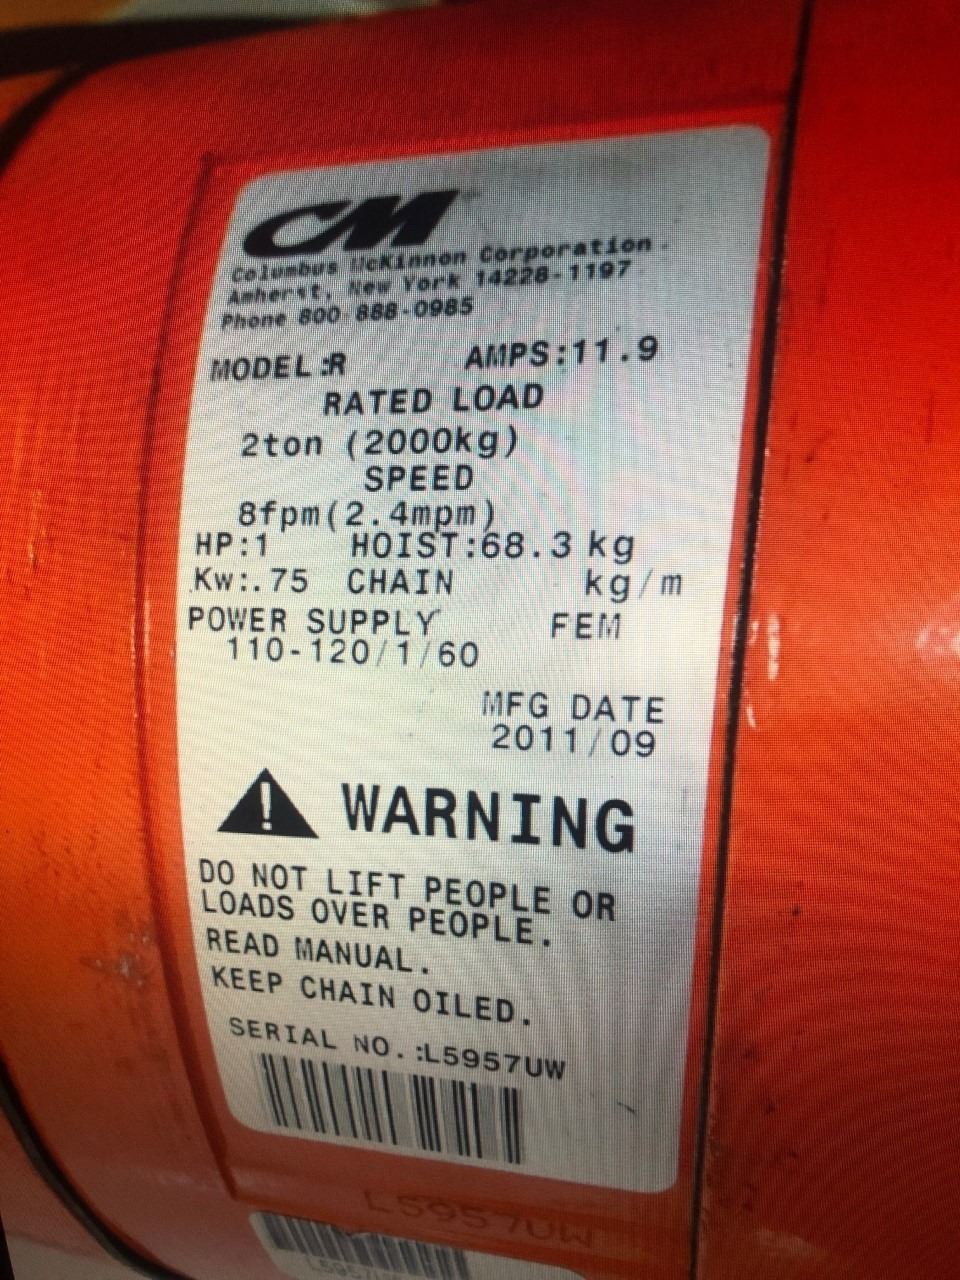 CM
Columbus McKinnon Corporation
Amherst, New York 14228-1197
Phone 800 888-0985
MODEL:R AMPS:11.9
RATED LOAD
2ton (2000kg)
SPEED
8fpm(2.4mpm)
HP:1 HOIST:68.3 kg
Kw:.75 CHAIN kg/m
POWER SUPPLY FEM
110-120/1/60
MFG DATE
2011/09
WARNING
DO NOT LIFT PEOPLE OR
LOADS OVER PEOPLE.
READ MANUAL.
KEEP CHAIN OILED.
SERIAL NO.:L5957UW
L5957UW